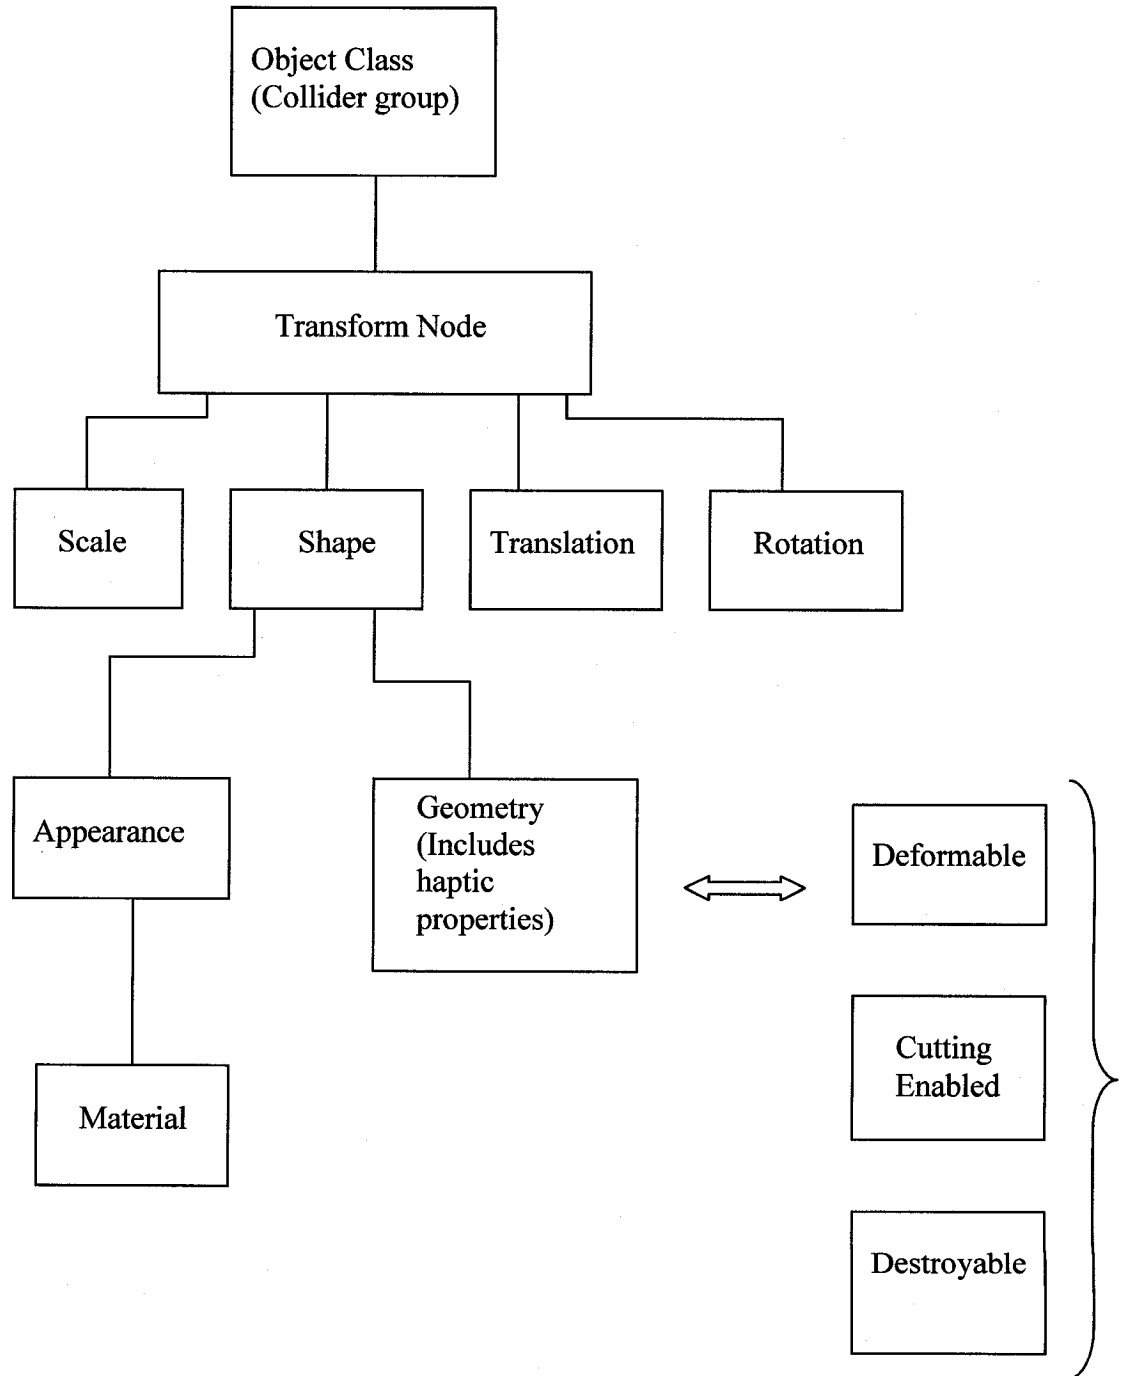 Object Class
(Collider group)
Transform Node
Scale
Shape
Translation
Rotation
Appearance
Geometry
(Includes
haptic
properties)
Deformable
Cutting
Enabled
Material
Destroyable